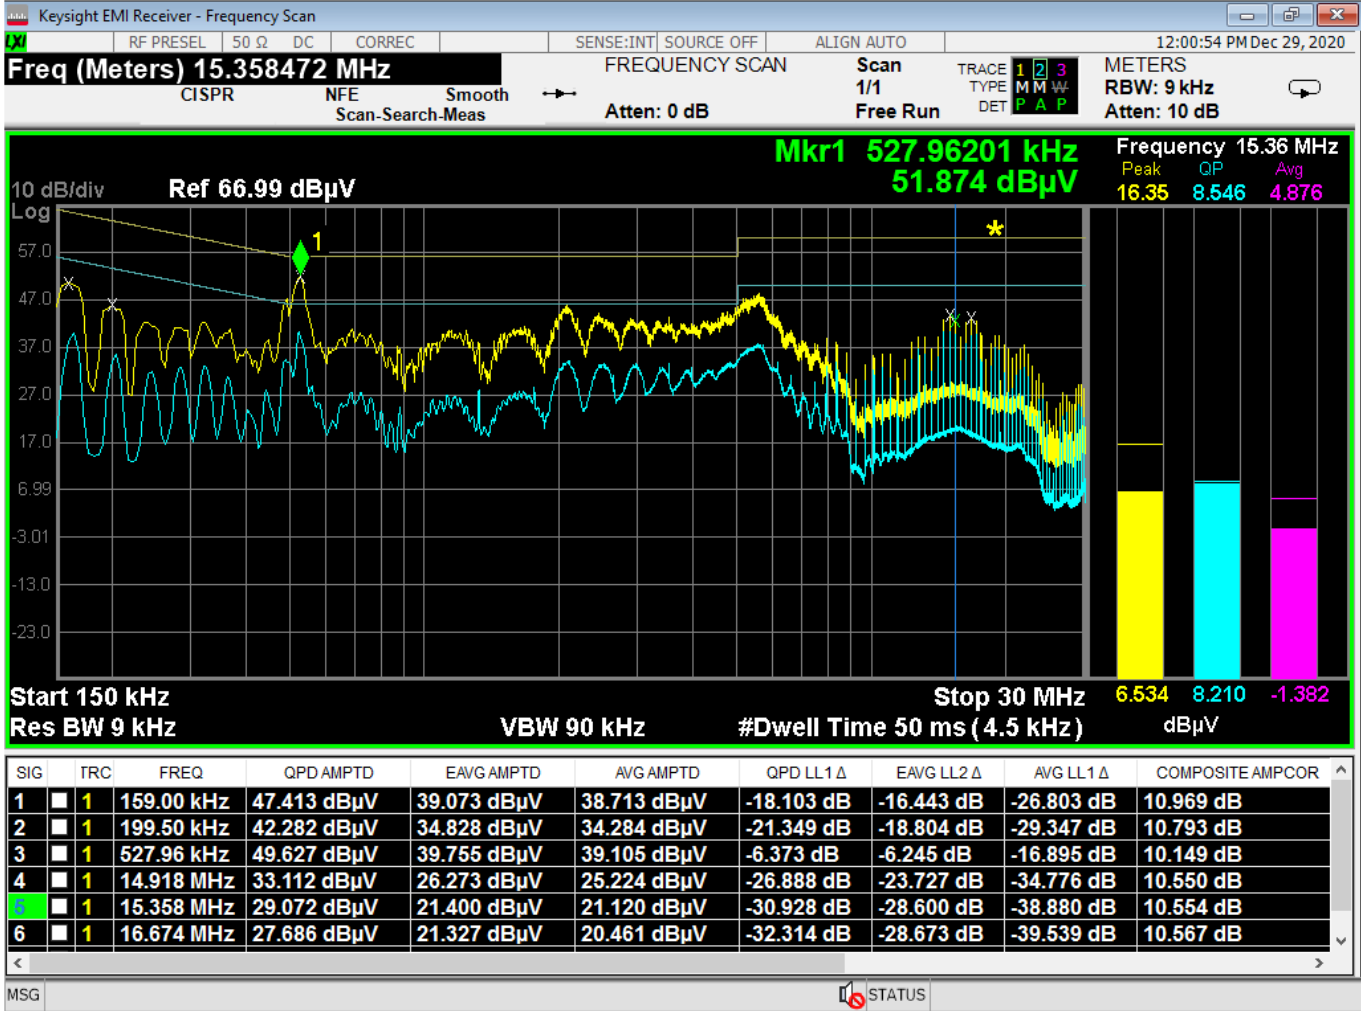 Keysight EMI Receiver - Frequency Scan
LXI RF PRESEL 50 Ω DC CORREC SENSE:INT SOURCE OFF ALIGN AUTO 12:00:54 PM Dec 29, 2020
Freq (Meters) 15.358472 MHz FREQUENCY SCAN Scan TRACE 1 2 3 METERS
CISPR NFE Smooth 1/1 TYPE M M W RBW: 9 kHz
Scan-Search-Meas Atten: 0 dB Free Run DET P A P Atten: 10 dB
Mkr1 527.96201 kHz Frequency 15.36 MHz
51.874 dBµV Peak QP Avg
10 dB/div Ref 66.99 dBµV 16.35 8.546 4.876
Log
1
*
57.0
47.0
37.0
27.0
17.0
6.99
-3.01
-13.0
-23.0
Start 150 kHz Stop 30 MHz 6.534 8.210 -1.382
Res BW 9 kHz VBW 90 kHz #Dwell Time 50 ms (4.5 kHz) dBµV
SIG TRC FREQ QPD AMPTD EAVG AMPTD AVG AMPTD QPD LL1 Δ EAVG LL2 Δ AVG LL1 Δ COMPOSITE AMPCOR
1 1 159.00 kHz 47.413 dBµV 39.073 dBµV 38.713 dBµV -18.103 dB -16.443 dB -26.803 dB 10.969 dB
2 1 199.50 kHz 42.282 dBµV 34.828 dBµV 34.284 dBµV -21.349 dB -18.804 dB -29.347 dB 10.793 dB
3 1 527.96 kHz 49.627 dBµV 39.755 dBµV 39.105 dBµV -6.373 dB -6.245 dB -16.895 dB 10.149 dB
4 1 14.918 MHz 33.112 dBµV 26.273 dBµV 25.224 dBµV -26.888 dB -23.727 dB -34.776 dB 10.550 dB
5 1 15.358 MHz 29.072 dBµV 21.400 dBµV 21.120 dBµV -30.928 dB -28.600 dB -38.880 dB 10.554 dB
6 1 16.674 MHz 27.686 dBµV 21.327 dBµV 20.461 dBµV -32.314 dB -28.673 dB -39.539 dB 10.567 dB
MSG STATUS